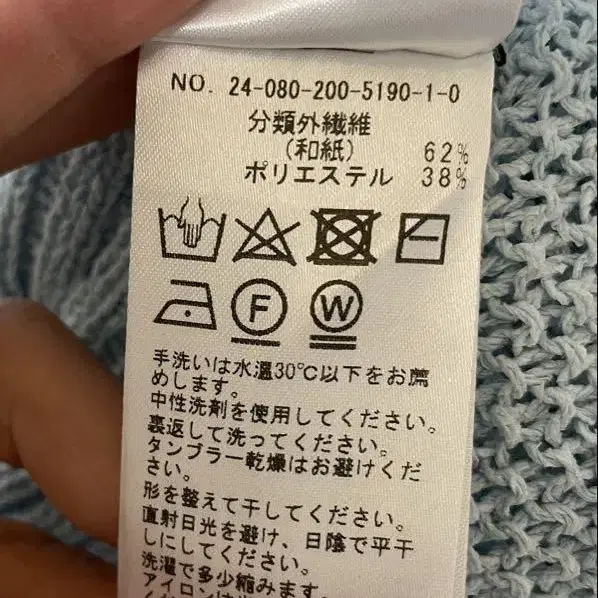 NO. 24-080-200-5190-1-0
分類外繊維
(和紙) 62%
ポリエステル 38%
F W
手洗いは水温30℃以下をお薦
めします。
中性洗剤を使用してください。
裏返して洗ってください。
タンブラー乾燥はお避けくだ
さい。
形を整えて干してください。
直射日光を避け、日陰で平干
しにしてください。
洗濯で多少縮みます。
アイロンは